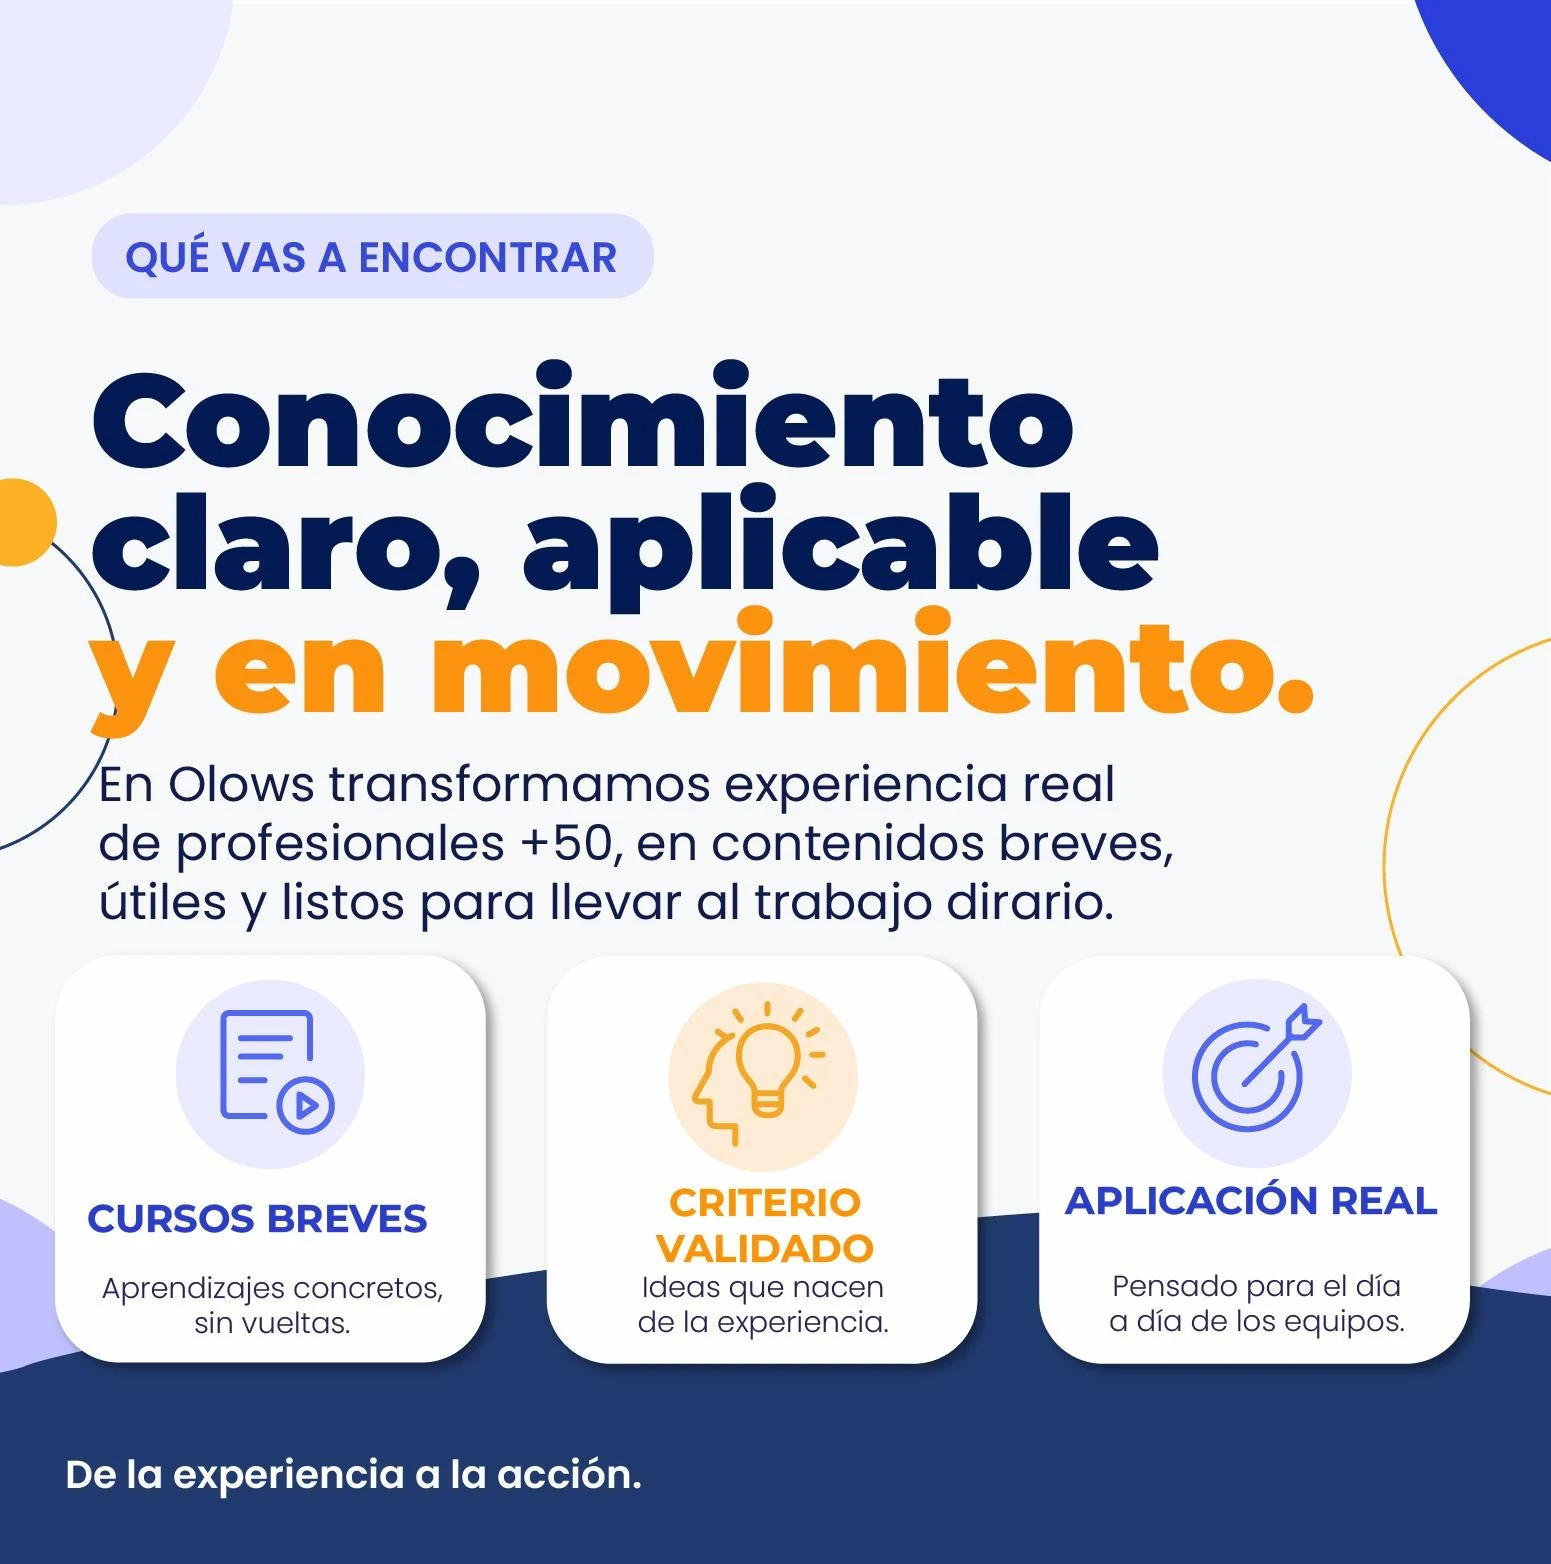 QUÉ VAS A ENCONTRAR
Conocimiento
claro, aplicable
y en movimiento.
En Olows transformamos experiencia real
de profesionales +50, en contenidos breves,
útiles y listos para llevar al trabajo dirario.
CURSOS BREVES
Aprendizajes concretos,
sin vueltas.
CRITERIO
VALIDADO
Ideas que nacen
de la experiencia.
APLICACIÓN REAL
Pensado para el día
a día de los equipos.
De la experiencia a la acción.